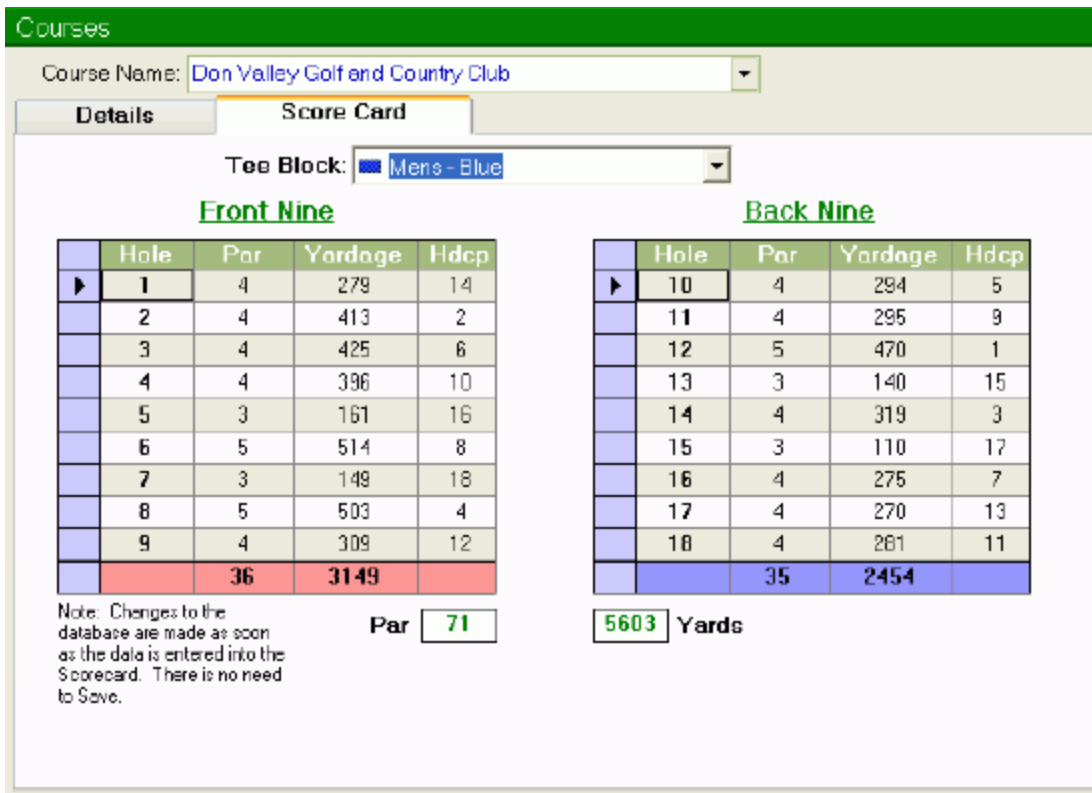 Courses
Course Name: Don Valley Golf and Country Club
Details Score Card
Tee Block: Mens - Blue
Front Nine Back Nine
Hole Par Yardage Hdcp Hole Par Yardage Hdcp
1 4 279 14 10 4 294 5
2 4 413 2 11 4 295 9
3 4 425 6 12 5 470 1
4 4 396 10 13 3 140 15
5 3 161 16 14 4 319 3
6 5 514 8 15 3 110 17
7 3 149 18 16 4 275 7
8 5 503 4 17 4 270 13
9 4 309 12 18 4 281 11
36 3149 35 2454
Note: Changes to the
database are made as soon
as the data is entered into the
Scorecard. There is no need
to Save.
Par 71 5603 Yards